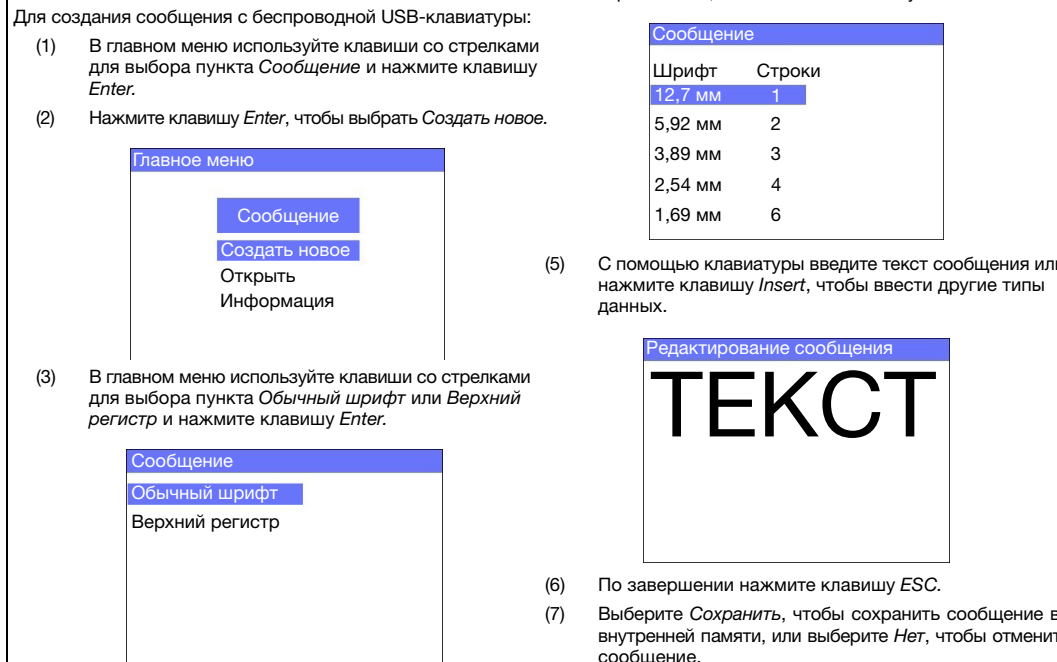 Для создания сообщения с беспроводной USB-клавиатуры:
(1) В главном меню используйте клавиши со стрелками
для выбора пункта Сообщение и нажмите клавишу
Enter.
(2) Нажмите клавишу Enter, чтобы выбрать Создать новое.
Главное меню
Сообщение
Создать новое
Открыть
Информация
(3) В главном меню используйте клавиши со стрелками
для выбора пункта Обычный шрифт или Верхний
регистр и нажмите клавишу Enter.
Сообщение
Обычный шрифт
Верхний регистр
Сообщение
Шрифт Строки
12,7 мм 1
5,92 мм 2
3,89 мм 3
2,54 мм 4
1,69 мм 6
(5) С помощью клавиатуры введите текст сообщения или
нажмите клавишу Insert, чтобы ввести другие типы
данных.
Редактирование сообщения
ТЕКСТ
(6) По завершении нажмите клавишу ESC.
(7) Выберите Сохранить, чтобы сохранить сообщение в
внутренней памяти, или выберите Нет, чтобы отменит
сообщение.